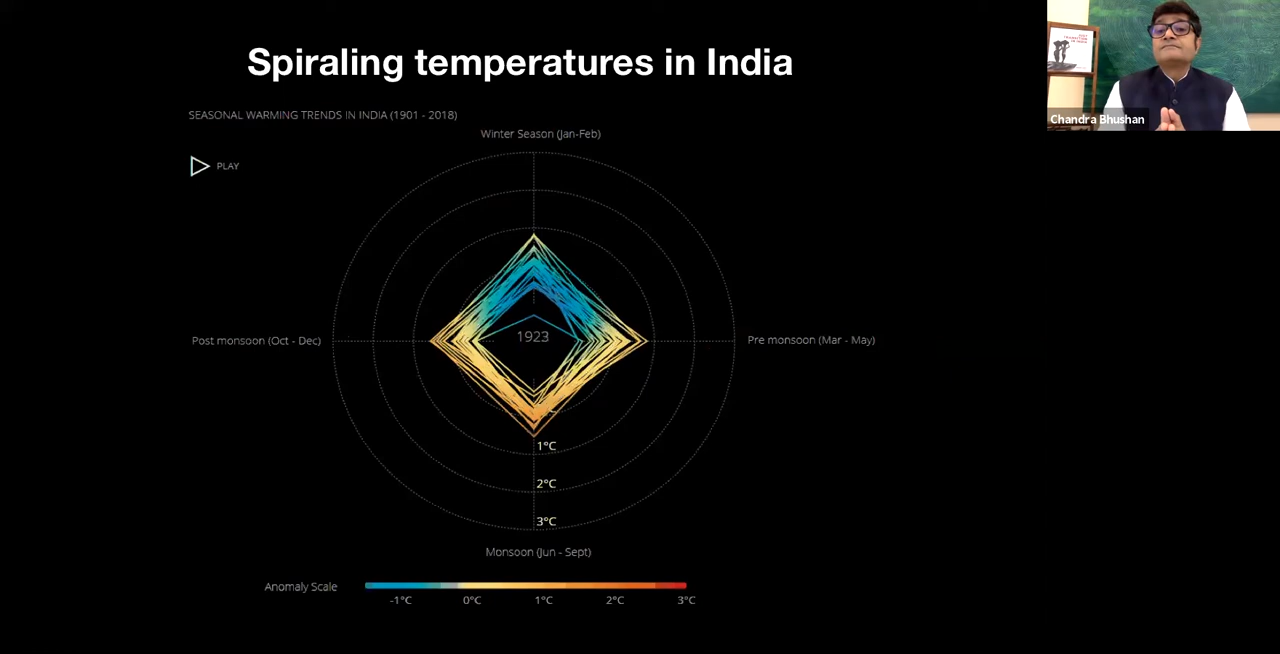 Spiraling temperatures in India
SEASONAL WARMING TRENDS IN INDIA (1901 - 2018)
Winter Season (Jan-Feb)
PLAY
1923
Post monsoon (Oct - Dec)
Pre monsoon (Mar - May)
1°C
2°C
3°C
Monsoon (Jun - Sept)
Anomaly Scale
-1°C 0°C 1°C 2°C 3°C
Chandra Bhushan